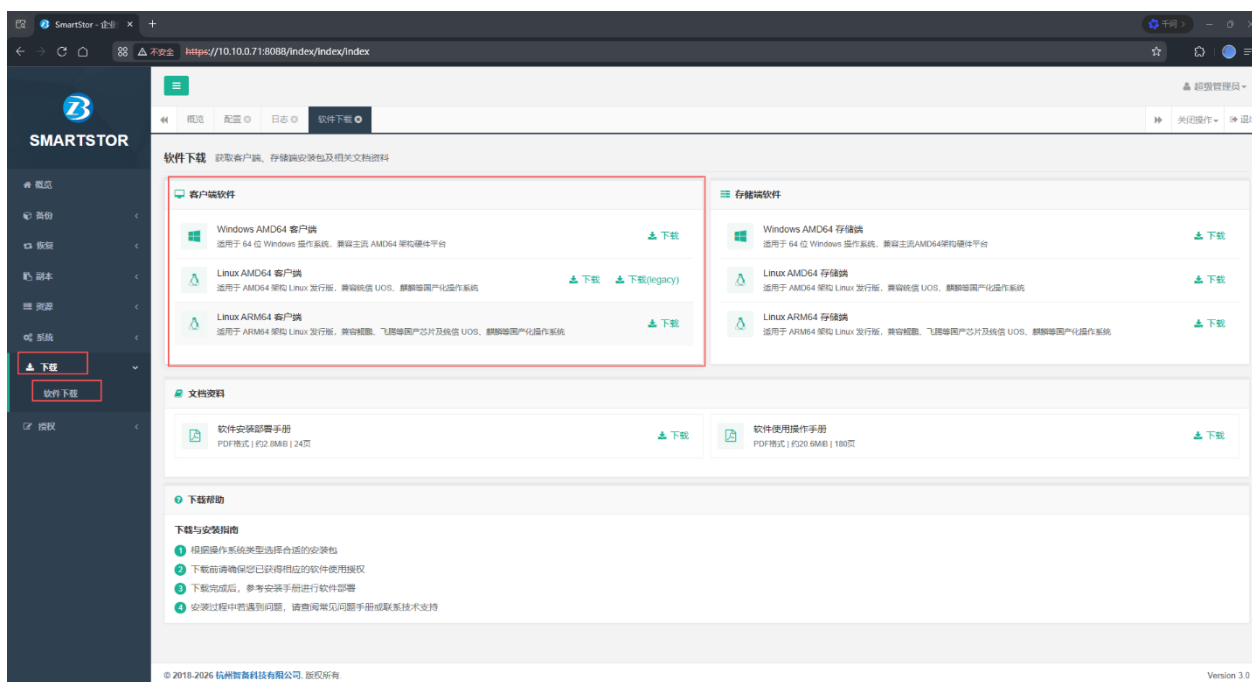 SmartStor - 企业
千问
不安全 https://10.10.0.71:8088/index/index/index
SMARTSTOR
超级管理员
概览 配置 日志 软件下载
关闭操作 退出
软件下载 获取客户端、存储端安装包及相关文档资料
概览
备份
恢复
副本
资源
系统
下载
软件下载
授权
客户端软件
Windows AMD64 客户端
适用于 64 位 Windows 操作系统，兼容主流 AMD64 架构硬件平台
下载
Linux AMD64 客户端
适用于 AMD64 架构 Linux 发行版，兼容统信 UOS、麒麟等国产化操作系统
下载 下载(legacy)
Linux ARM64 客户端
适用于 ARM64 架构 Linux 发行版，兼容鲲鹏、飞腾等国产芯片及统信 UOS、麒麟等国产化操作系统
下载
存储端软件
Windows AMD64 存储端
适用于 64 位 Windows 操作系统，兼容主流AMD64架构硬件平台
下载
Linux AMD64 存储端
适用于 AMD64 架构 Linux 发行版，兼容统信 UOS、麒麟等国产化操作系统
下载
Linux ARM64 存储端
适用于 ARM64 架构 Linux 发行版，兼容鲲鹏、飞腾等国产芯片及统信 UOS、麒麟等国产化操作系统
下载
文档资料
软件安装部署手册
PDF格式 | 约2.8MiB | 24页
下载
软件使用操作手册
PDF格式 | 约20.6MiB | 180页
下载
下载帮助
下载与安装指南
1 根据操作系统类型选择合适的安装包
2 下载前请确保您已获得相应的软件使用授权
3 下载完成后，参考安装手册进行软件部署
4 安装过程中若遇到问题，请查阅常见问题手册或联系技术支持
© 2018-2026 杭州智备科技有限公司. 版权所有
Version 3.0